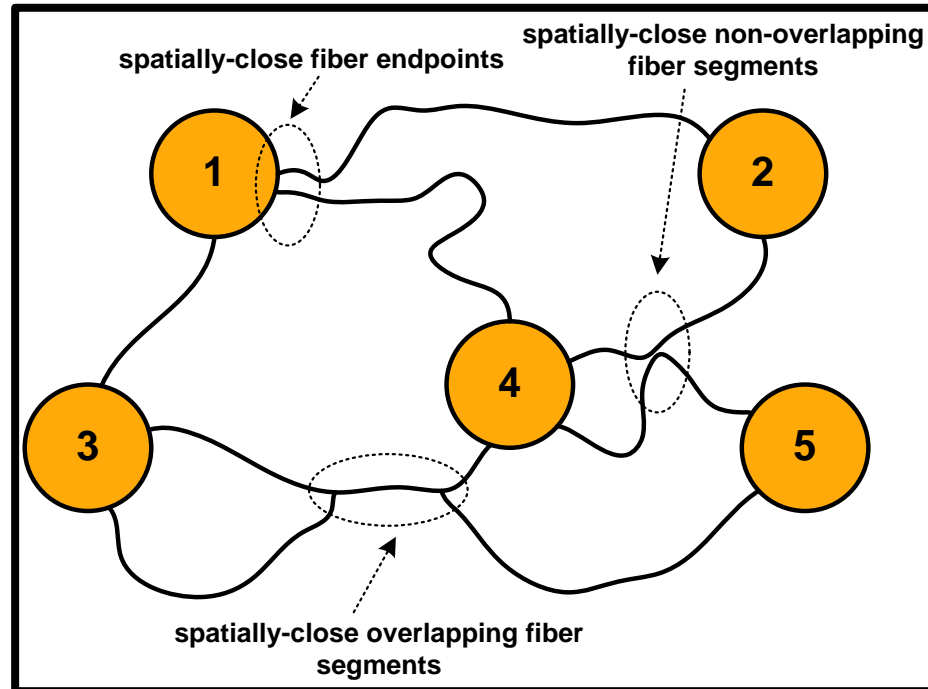 spatially-close non-overlapping
fiber segments
spatially-close fiber endpoints
1
2
4
3
5
spatially-close overlapping fiber
segments